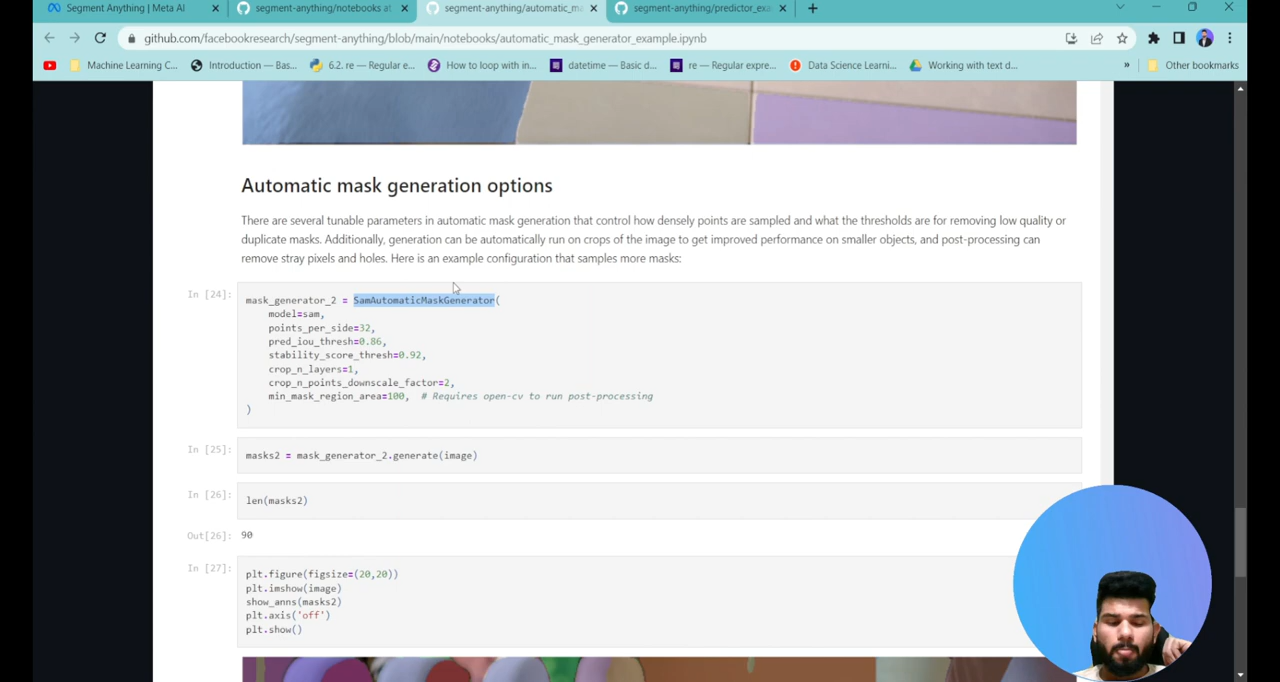 Segment Anything | Meta AI
segment-anything/notebooks at
segment-anything/automatic_ma
segment-anything/predictor_exa
github.com/facebookresearch/segment-anything/blob/main/notebooks/automatic_mask_generator_example.ipynb
Machine Learning C...
Introduction — Bas...
6.2. re — Regular e...
How to loop with in...
datetime — Basic d...
re — Regular expre...
Data Science Learni...
Working with text d...
»
Other bookmarks
Automatic mask generation options
There are several tunable parameters in automatic mask generation that control how densely points are sampled and what the thresholds are for removing low quality or
duplicate masks. Additionally, generation can be automatically run on crops of the image to get improved performance on smaller objects, and post-processing can
remove stray pixels and holes. Here is an example configuration that samples more masks:
In [24]:
mask_generator_2 = SamAutomaticMaskGenerator(
model=sam,
points_per_side=32,
pred_iou_thresh=0.86,
stability_score_thresh=0.92,
crop_n_layers=1,
crop_n_points_downscale_factor=2,
min_mask_region_area=100, # Requires open-cv to run post-processing
)
In [25]:
masks2 = mask_generator_2.generate(image)
In [26]:
len(masks2)
Out[26]: 90
In [27]:
plt.figure(figsize=(20,20))
plt.imshow(image)
show_anns(masks2)
plt.axis('off')
plt.show()